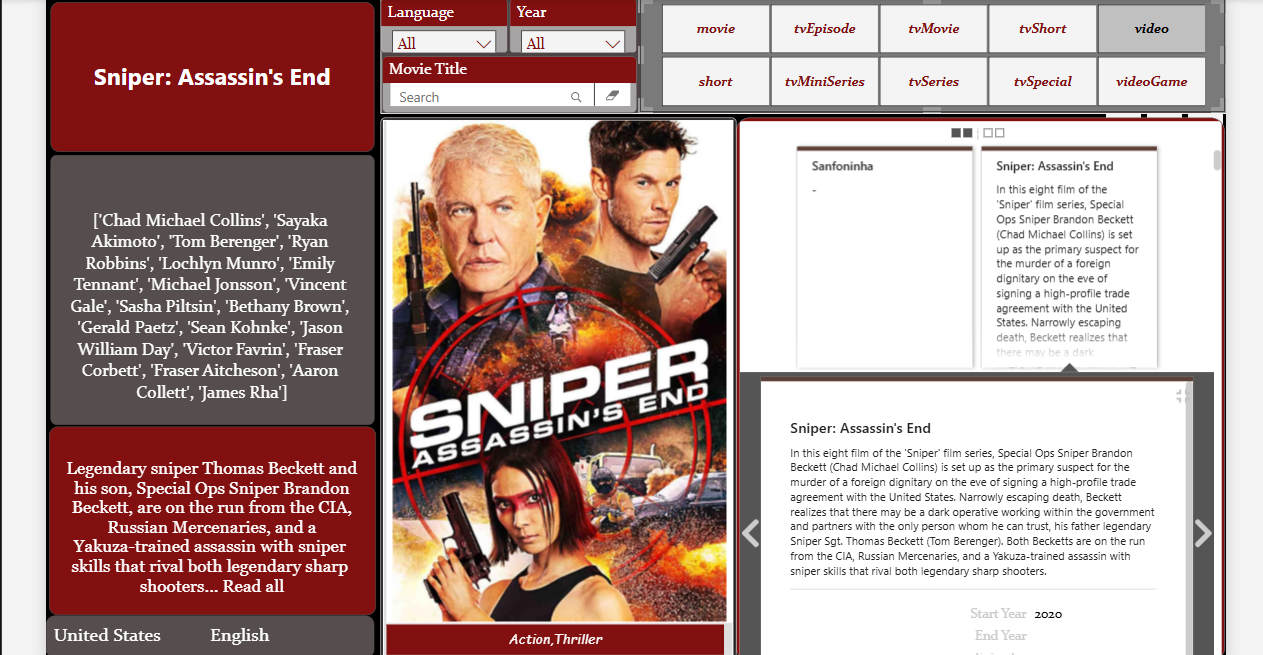 Sniper: Assassin's End
['Chad Michael Collins', 'Sayaka
Akimoto', 'Tom Berenger', 'Ryan
Robbins', 'Lochlyn Munro', 'Emily
Tennant', 'Michael Jonsson', 'Vincent
Gale', 'Sasha Piltsin', 'Bethany Brown',
'Gerald Paetz', 'Sean Kohnke', 'Jason
William Day', 'Victor Favrin', 'Fraser
Corbett', 'Fraser Aitcheson', 'Aaron
Collett', 'James Rha']
Legendary sniper Thomas Beckett and
his son, Special Ops Sniper Brandon
Beckett, are on the run from the CIA,
Russian Mercenaries, and a
Yakuza-trained assassin with sniper
skills that rival both legendary sharp
shooters... Read all
United States English
Language Year
All All
Movie Title
Search
movie tvEpisode tvMovie tvShort video
short tvMiniSeries tvSeries tvSpecial videoGame
SNIPER
ASSASSIN'S END
Action,Thriller
Sanfoninha
-
Sniper: Assassin's End
In this eight film of the
'Sniper' film series, Special
Ops Sniper Brandon Beckett
(Chad Michael Collins) is set
up as the primary suspect for
the murder of a foreign
dignitary on the eve of
signing a high-profile trade
agreement with the United
States. Narrowly escaping
death, Beckett realizes that
there may be a dark
Sniper: Assassin's End
In this eight film of the 'Sniper' film series, Special Ops Sniper Brandon
Beckett (Chad Michael Collins) is set up as the primary suspect for the
murder of a foreign dignitary on the eve of signing a high-profile trade
agreement with the United States. Narrowly escaping death, Beckett
realizes that there may be a dark operative working within the government
and partners with the only person whom he can trust, his father legendary
Sniper Sgt. Thomas Beckett (Tom Berenger). Both Becketts are on the run
from the CIA, Russian Mercenaries, and a Yakuza-trained assassin with
sniper skills that rival both legendary sharp shooters.
Start Year 2020
End Year